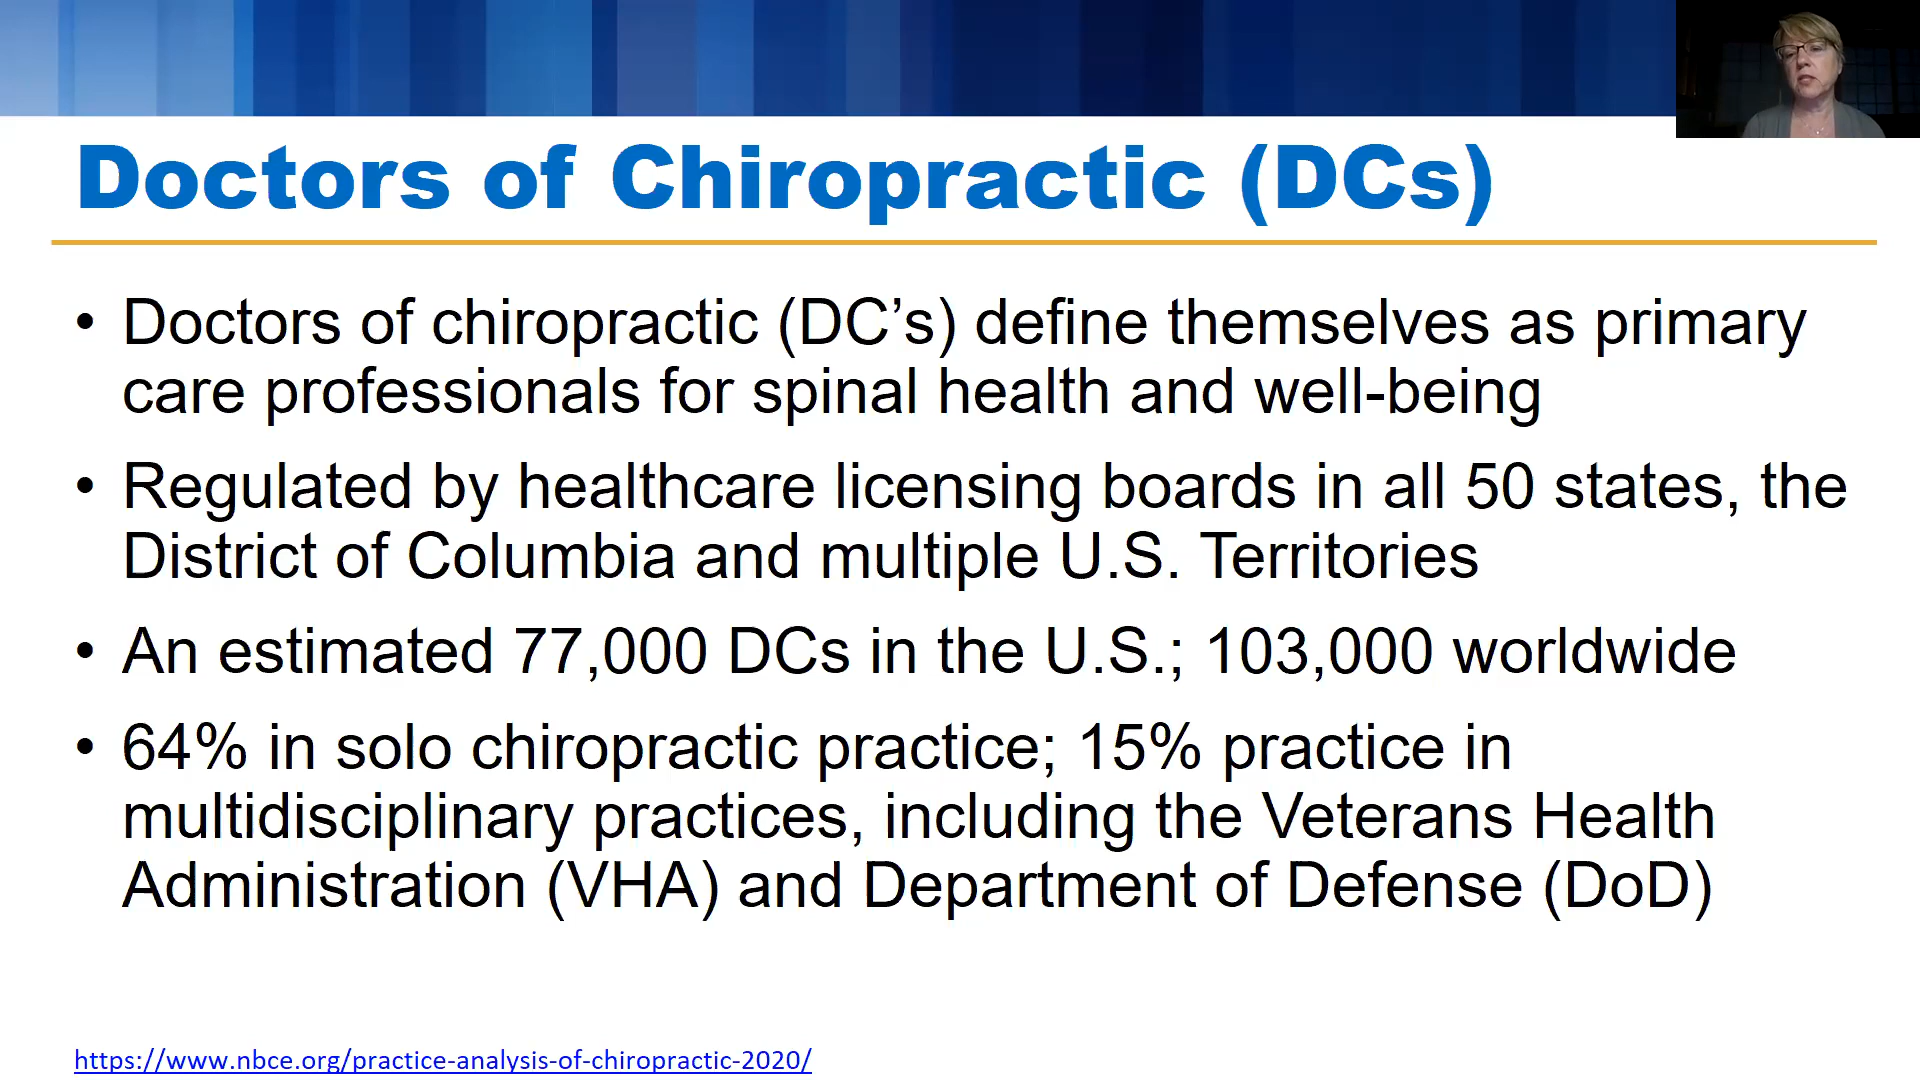 Doctors of Chiropractic (DCs)
• Doctors of chiropractic (DC’s) define themselves as primary
care professionals for spinal health and well-being
• Regulated by healthcare licensing boards in all 50 states, the
District of Columbia and multiple U.S. Territories
• An estimated 77,000 DCs in the U.S.; 103,000 worldwide
• 64% in solo chiropractic practice; 15% practice in
multidisciplinary practices, including the Veterans Health
Administration (VHA) and Department of Defense (DoD)
https://www.nbce.org/practice-analysis-of-chiropractic-2020/